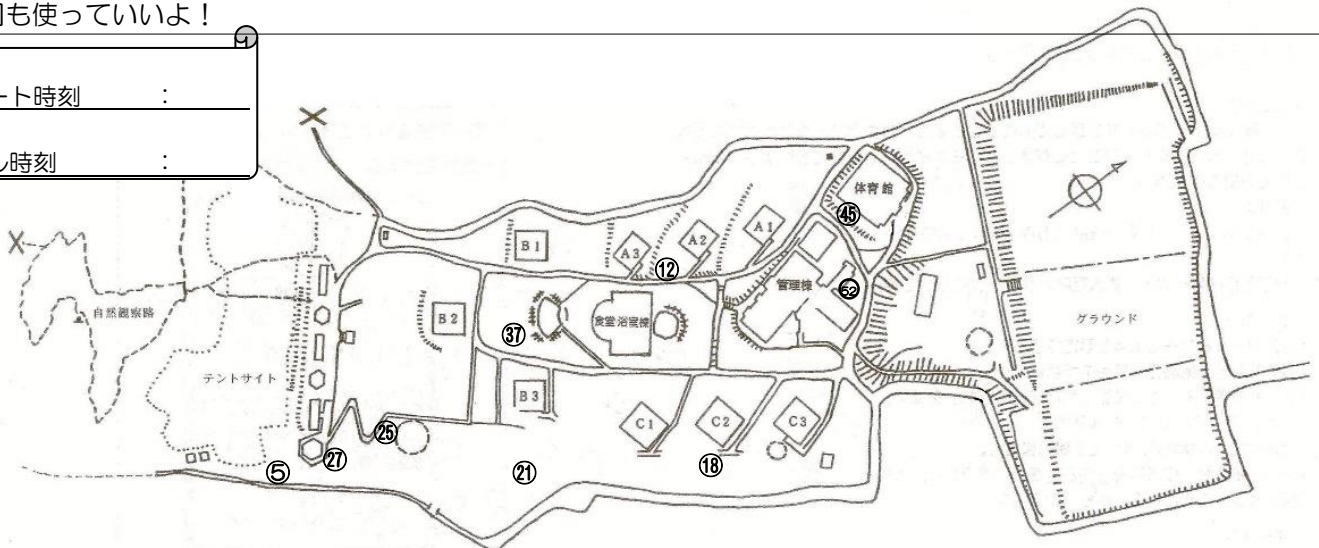 も使っていいよ！
ート時刻 ：
時刻 ：
体育館
㊺
A1
A2
A3
B1
⑫
管理棟
52
食堂浴室棟
㊲
B2
自然観察路
グラウンド
テントサイト
B3
C1
C2
C3
㉕
㉗
⑤
㉑
⑱